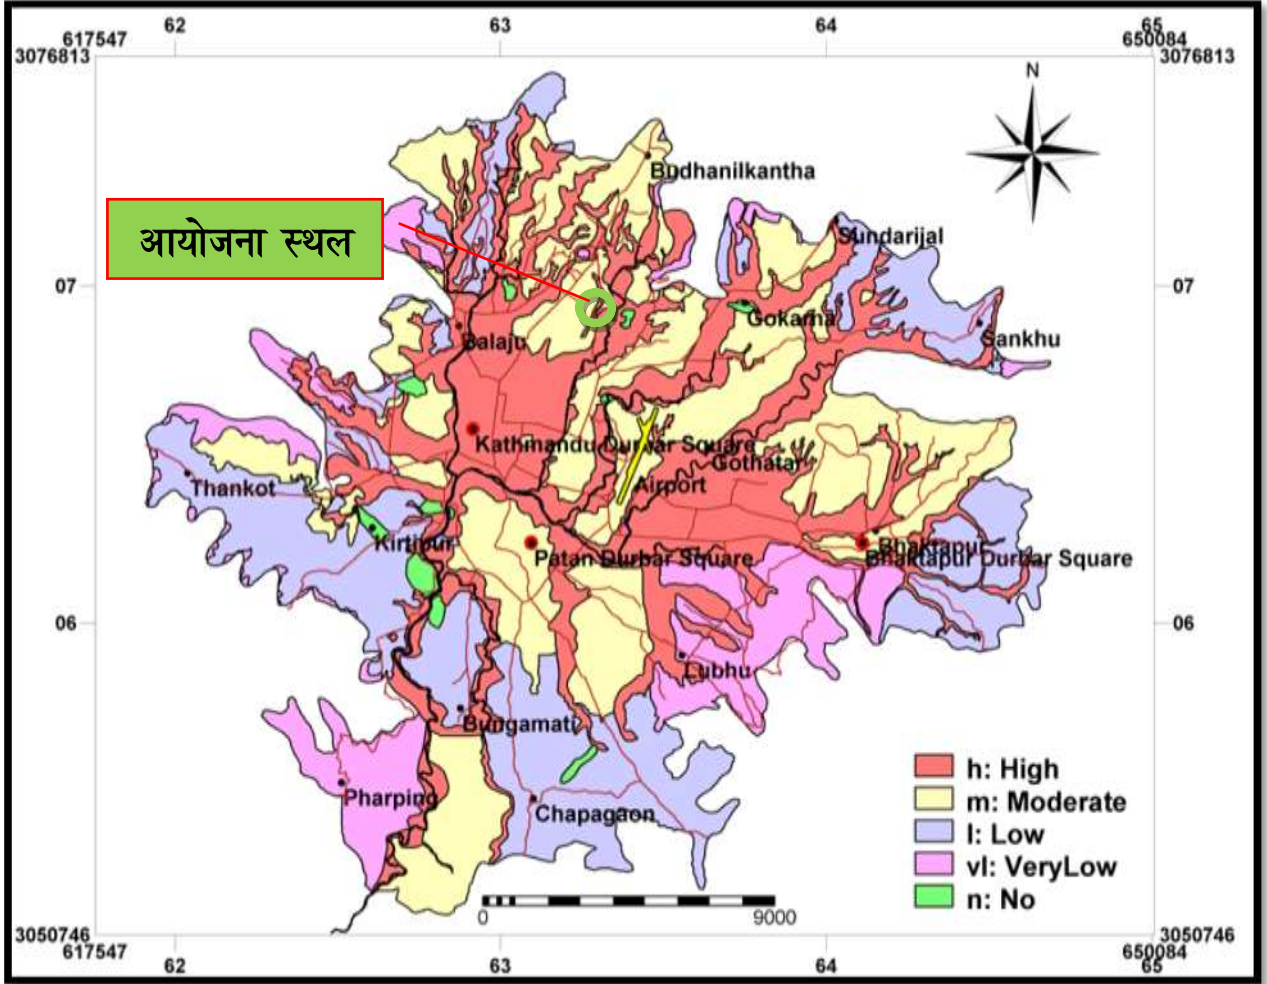 62 63 64 65
617547 650084
3076813 3076813
N
Budhanilkantha
आयोजना स्थल
Sundarijal
07 07
Gokarna
Sankhu
Balaju
Kathmandu Durbar Square
Gothatar
Thankot
Airport
Kirtipur
Bhaktapur
Patan Durbar Square
Bhaktapur Durbar Square
06 06
Lubhu
Bungamati
h: High
Pharping
m: Moderate
Chapagaon
l: Low
vl: VeryLow
n: No
0 9000
3050746 3050746
617547 650084
62 63 64 65